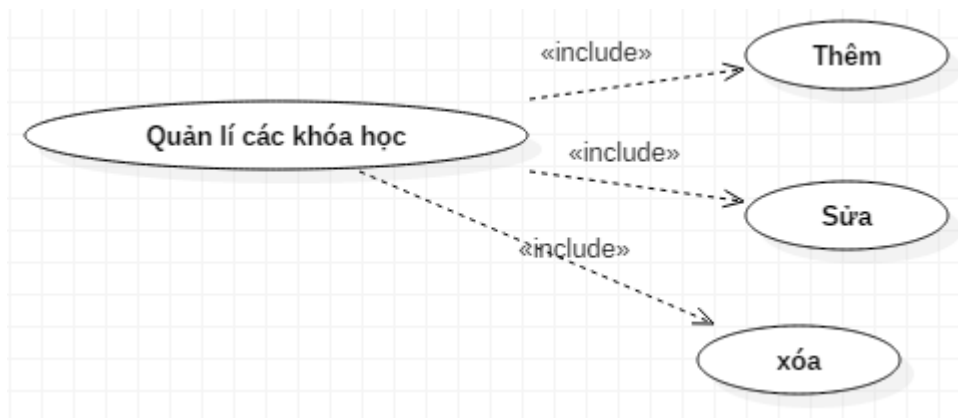 «include»
Thêm
Quản lí các khóa học
«include»
Sửa
«include»
xóa